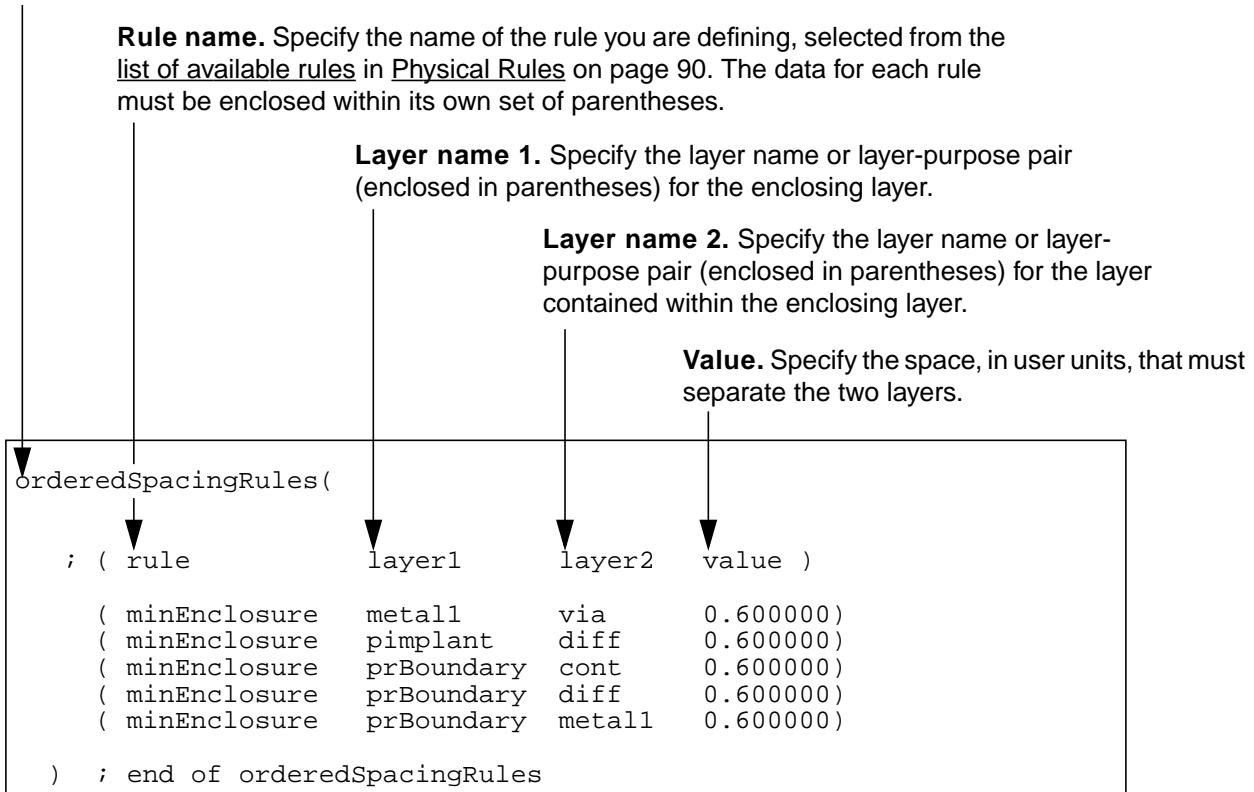 Rule name. Specify the name of the rule you are defining, selected from the
list of available rules in Physical Rules on page 90. The data for each rule
must be enclosed within its own set of parentheses.
Layer name 1. Specify the layer name or layer-purpose pair
(enclosed in parentheses) for the enclosing layer.
Layer name 2. Specify the layer name or layer-
purpose pair (enclosed in parentheses) for the layer
contained within the enclosing layer.
Value. Specify the space, in user units, that must
separate the two layers.
orderedSpacingRules(
; ( rule layer1 layer2 value )
( minEnclosure metal1 via 0.600000)
( minEnclosure pimplant diff 0.600000)
( minEnclosure prBoundary cont 0.600000)
( minEnclosure prBoundary diff 0.600000)
( minEnclosure prBoundary metal1 0.600000)
) ; end of orderedSpacingRules